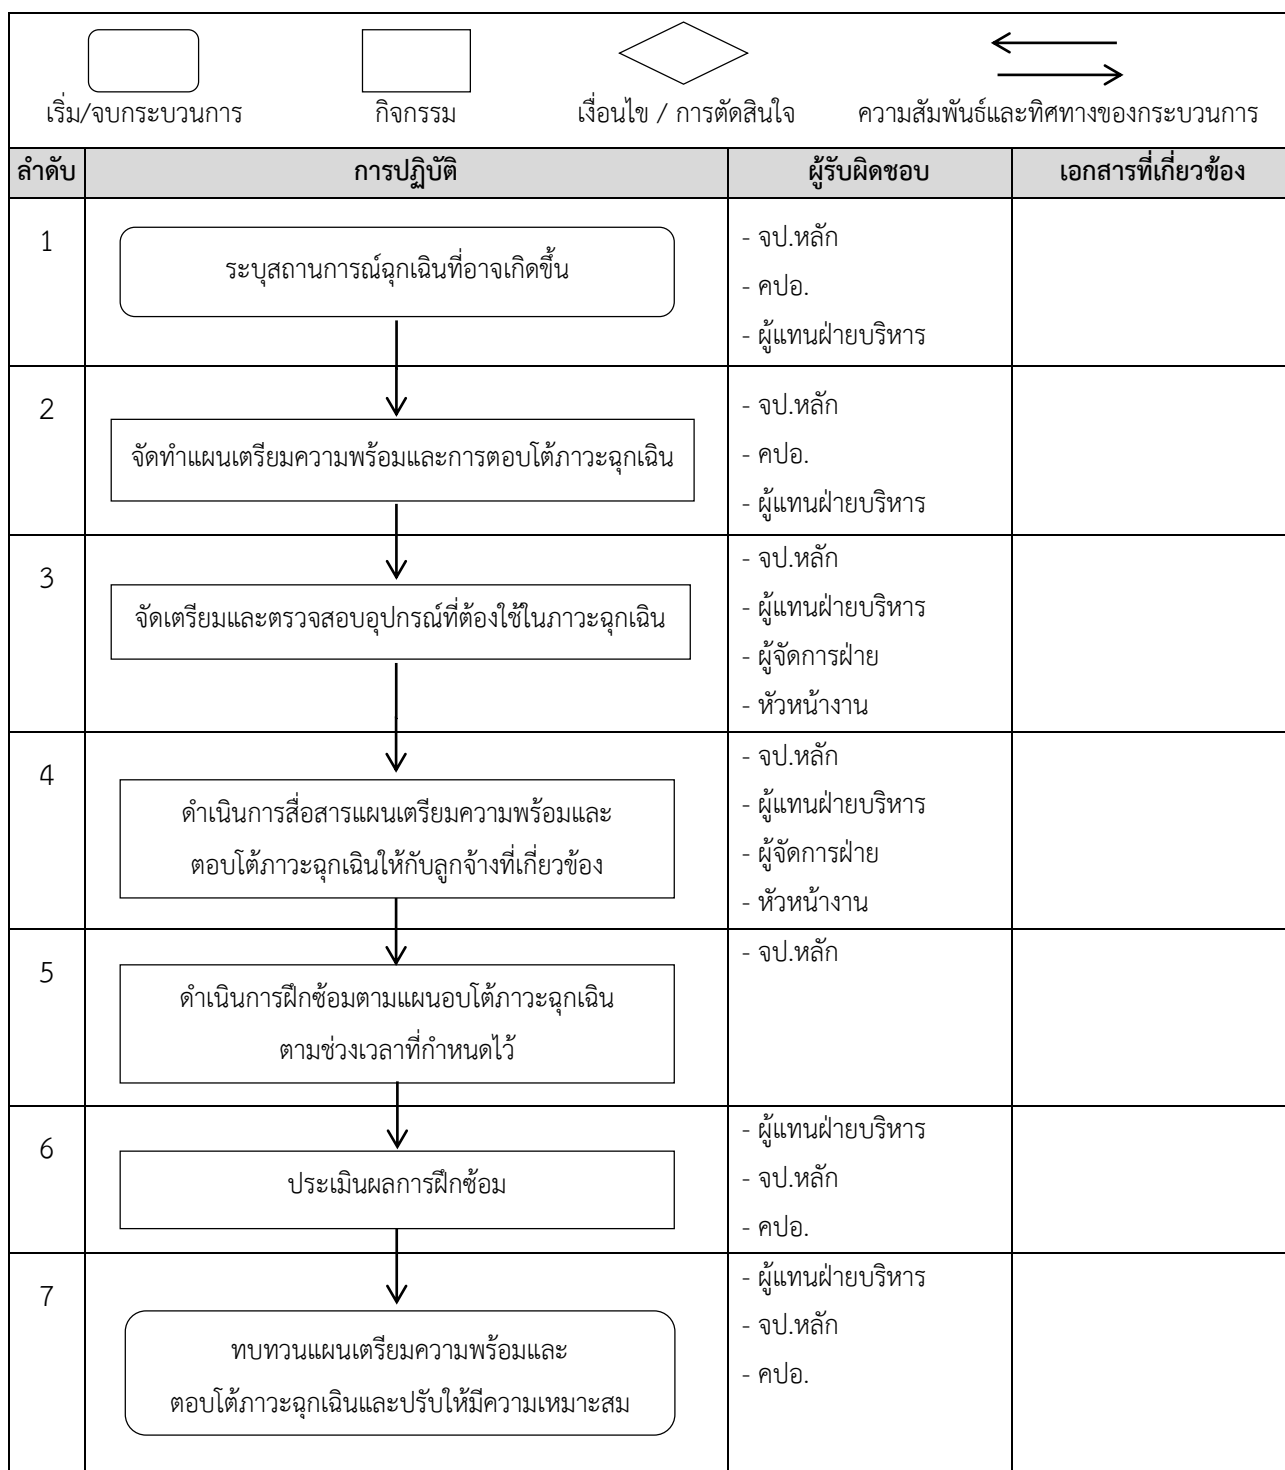 เริ่ม/จบกระบวนการ กิจกรรม เงื่อนไข / การตัดสินใจ ความสัมพันธ์และทิศทางของกระบวนการ
ลำดับ การปฏิบัติ ผู้รับผิดชอบ เอกสารที่เกี่ยวข้อง
1
ระบุสถานการณ์ฉุกเฉินที่อาจเกิดขึ้น
- จป.หลัก
- คปอ.
- ผู้แทนฝ่ายบริหาร
2
จัดทำแผนเตรียมความพร้อมและการตอบโต้ภาวะฉุกเฉิน
- จป.หลัก
- คปอ.
- ผู้แทนฝ่ายบริหาร
3
จัดเตรียมและตรวจสอบอุปกรณ์ที่ต้องใช้ในภาวะฉุกเฉิน
- จป.หลัก
- ผู้แทนฝ่ายบริหาร
- ผู้จัดการฝ่าย
- หัวหน้างาน
4
ดำเนินการสื่อสารแผนเตรียมความพร้อมและ
ตอบโต้ภาวะฉุกเฉินให้กับลูกจ้างที่เกี่ยวข้อง
- จป.หลัก
- ผู้แทนฝ่ายบริหาร
- ผู้จัดการฝ่าย
- หัวหน้างาน
5
ดำเนินการฝึกซ้อมตามแผนอบโต้ภาวะฉุกเฉิน
ตามช่วงเวลาที่กำหนดไว้
- จป.หลัก
6
ประเมินผลการฝึกซ้อม
- ผู้แทนฝ่ายบริหาร
- จป.หลัก
- คปอ.
7
ทบทวนแผนเตรียมความพร้อมและ
ตอบโต้ภาวะฉุกเฉินและปรับให้มีความเหมาะสม
- ผู้แทนฝ่ายบริหาร
- จป.หลัก
- คปอ.